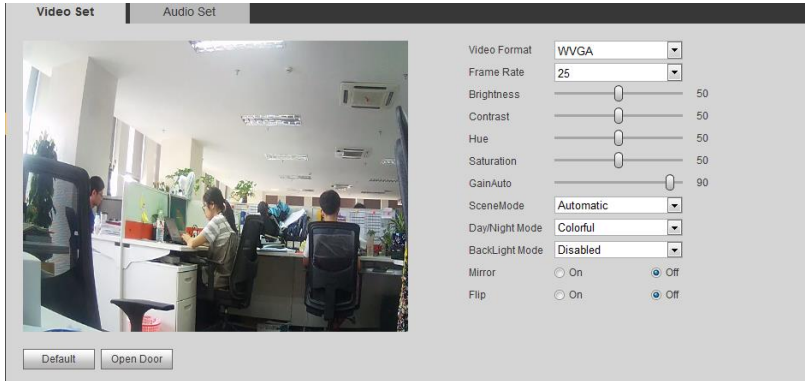 Video Set Audio Set
Video Format WVGA
Frame Rate 25
Brightness 50
Contrast 50
Hue 50
Saturation 50
GainAuto 90
SceneMode Automatic
Day/Night Mode Colorful
BackLight Mode Disabled
Mirror On Off
Flip On Off
Default Open Door